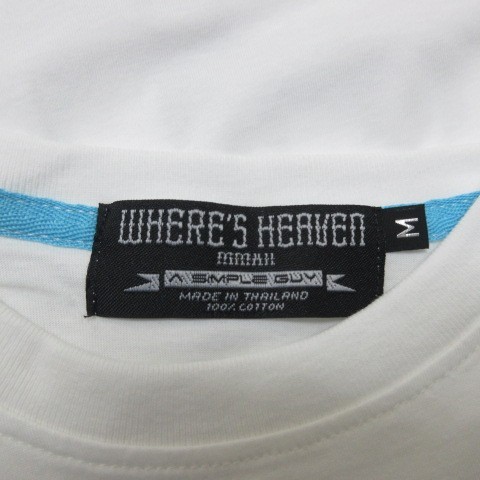 WHERE'S HEAVEN
A SIMPLE GUY
MADE IN THAILAND
100% COTTON
M